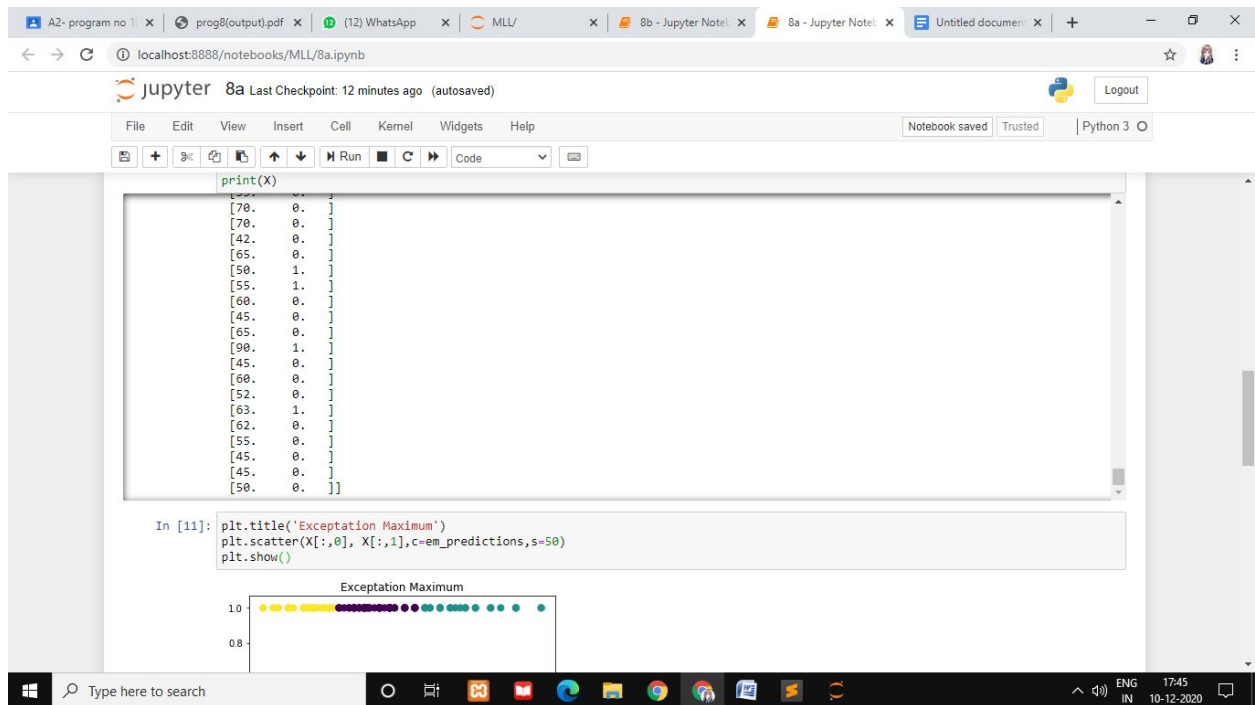 A2- program no 1
prog8(output).pdf
(12) WhatsApp
MLL/
8b - Jupyter Note
8a - Jupyter Note
Untitled document
localhost:8888/notebooks/MLL/8a.ipynb
jupyter 8a Last Checkpoint: 12 minutes ago (autosaved)
Logout
File Edit View Insert Cell Kernel Widgets Help
Notebook saved Trusted Python 3
Run Code
print(X)
[70. 0. ]
[70. 0. ]
[42. 0. ]
[65. 0. ]
[50. 1. ]
[55. 1. ]
[60. 0. ]
[45. 0. ]
[65. 0. ]
[90. 1. ]
[45. 0. ]
[60. 0. ]
[52. 0. ]
[63. 1. ]
[62. 0. ]
[55. 0. ]
[45. 0. ]
[45. 0. ]
[50. 0. ]]
In [11]: plt.title('Exceptation Maximum')
plt.scatter(X[:,0], X[:,1],c=em_predictions,s=50)
plt.show()
Exceptation Maximum
1.0
0.8
Type here to search
ENG 17:45
IN 10-12-2020